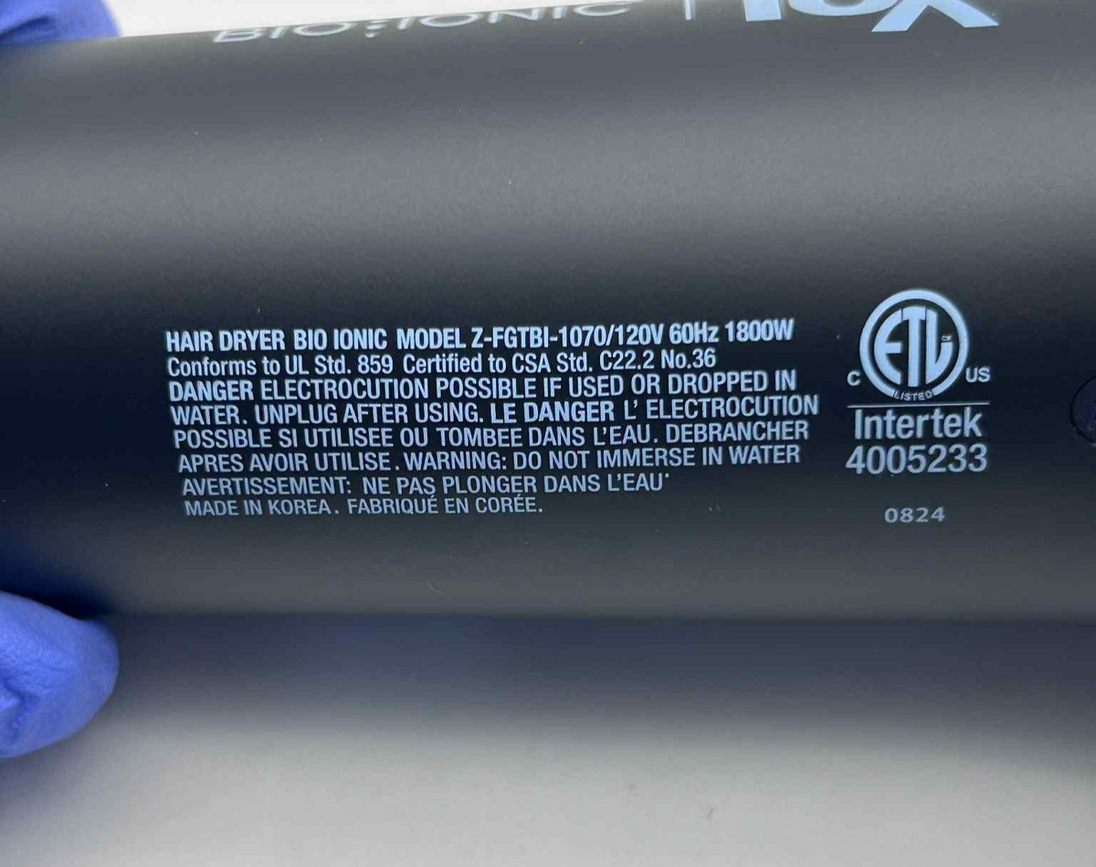 BIO:IONIC | 10X
HAIR DRYER BIO IONIC MODEL Z-FGTBI-1070/120V 60Hz 1800W
Conforms to UL Std. 859 Certified to CSA Std. C22.2 No.36
DANGER ELECTROCUTION POSSIBLE IF USED OR DROPPED IN
WATER. UNPLUG AFTER USING. LE DANGER L' ELECTROCUTION
POSSIBLE SI UTILISEE OU TOMBEE DANS L'EAU. DEBRANCHER
APRES AVOIR UTILISE. WARNING: DO NOT IMMERSE IN WATER
AVERTISSEMENT: NE PAS PLONGER DANS L'EAU
MADE IN KOREA. FABRIQUÉ EN CORÉE.
ETL
CM
C LISTED US
Intertek
4005233
0824